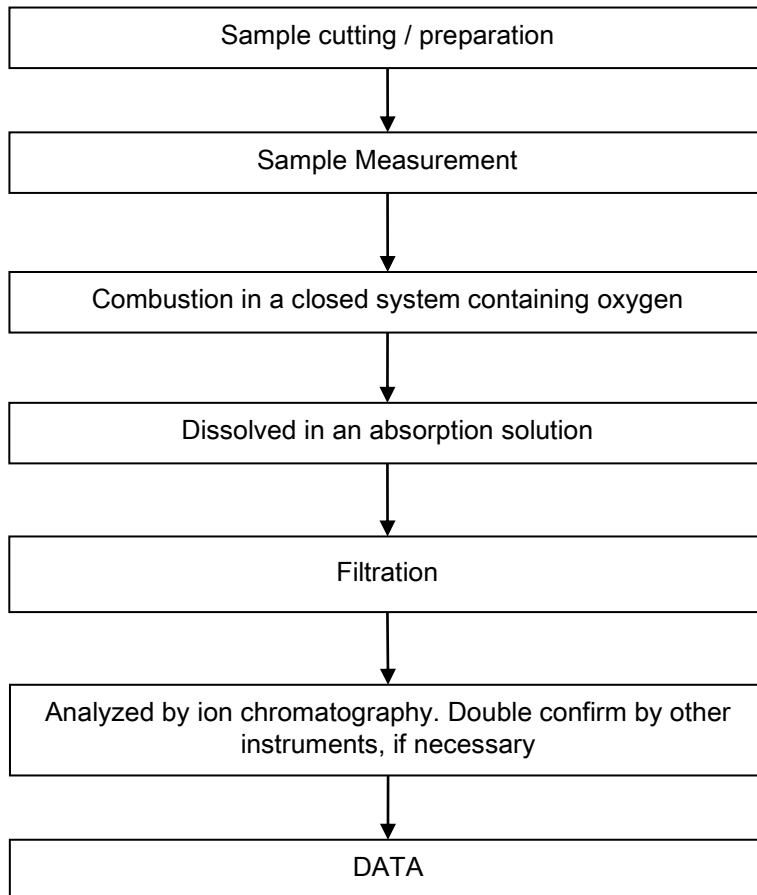 Sample cutting / preparation
Sample Measurement
Combustion in a closed system containing oxygen
Dissolved in an absorption solution
Filtration
Analyzed by ion chromatography. Double confirm by other
instruments, if necessary
DATA